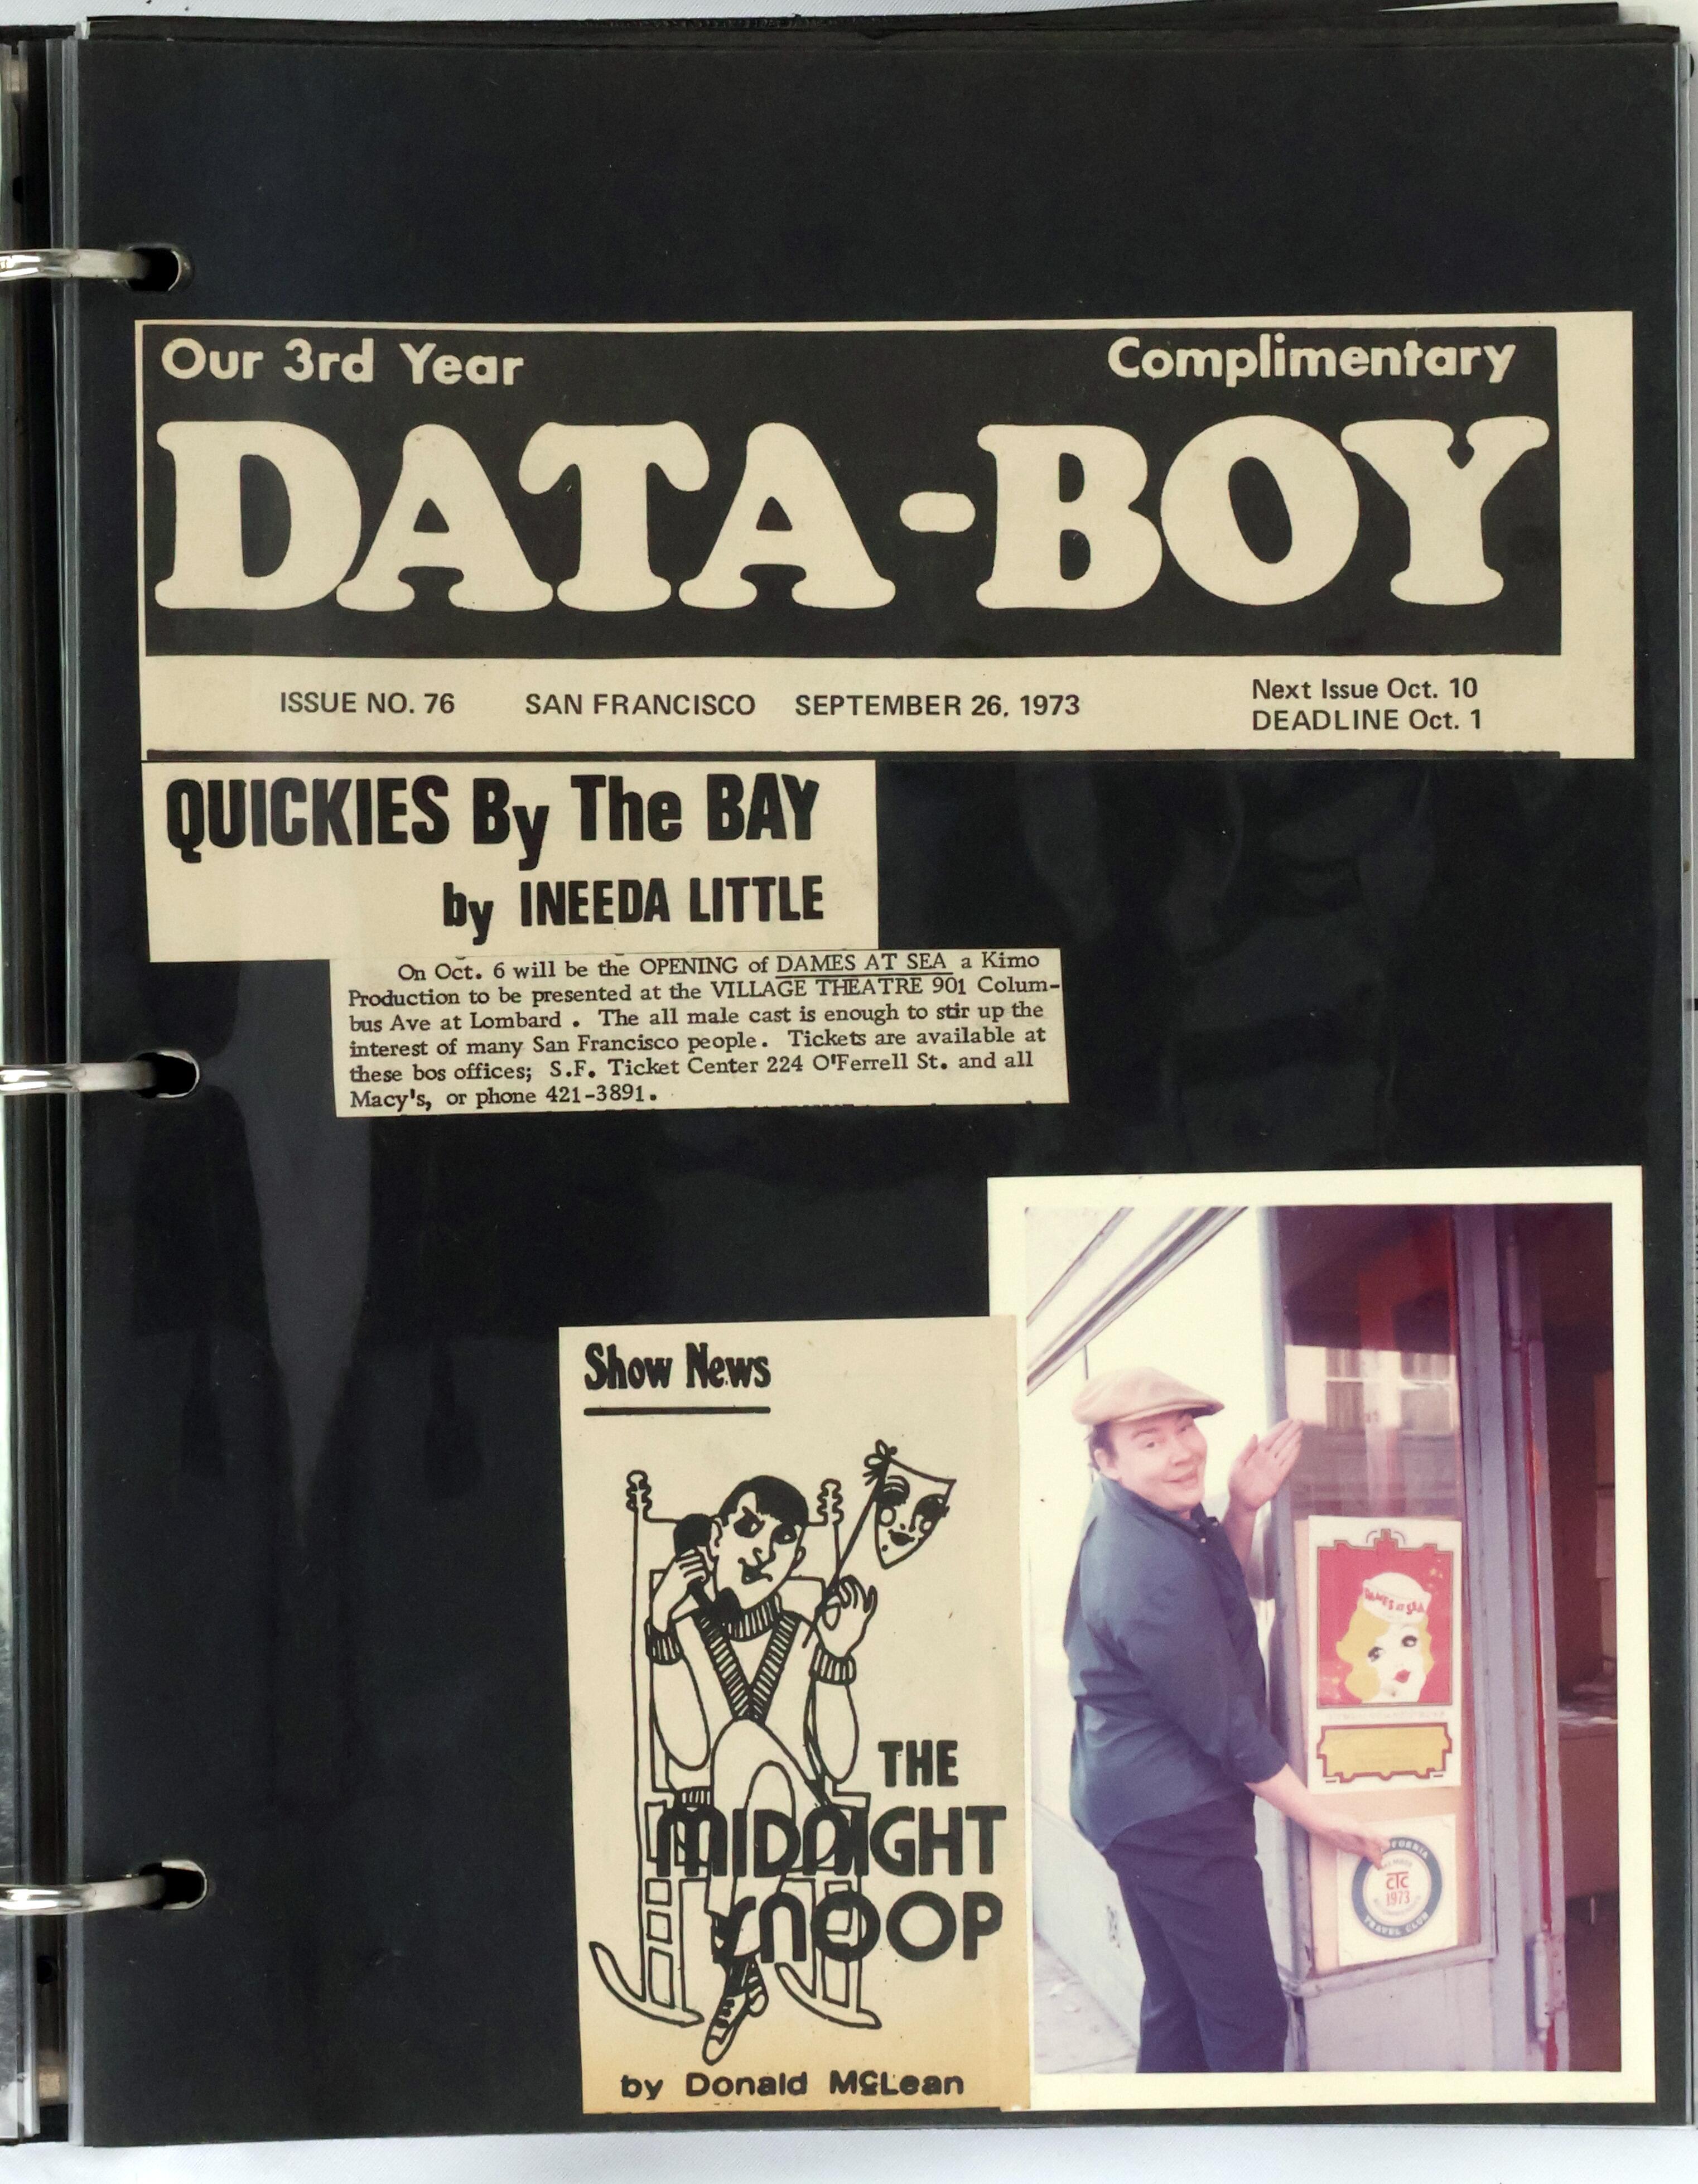 Our 3rd Year Complimentary
DATA-BOY
ISSUE NO. 76 SAN FRANCISCO SEPTEMBER 26, 1973 Next Issue Oct. 10
DEADLINE Oct. 1
QUICKIES By The BAY
by INEEDA LITTLE
On Oct. 6 will be the OPENING of DAMES AT SEA a Kimo
Production to be presented at the VILLAGE THEATRE 901 Colum-
bus Ave at Lombard . The all male cast is enough to stir up the
interest of many San Francisco people. Tickets are available at
these bos offices; S.F. Ticket Center 224 O'Ferrell St. and all
Macy's, or phone 421-3891.
Show News
THE
MIDNIGHT
SNOOP
by Donald McLean
DAMES AT SEA
CTC
1973
TRAVEL CLUB